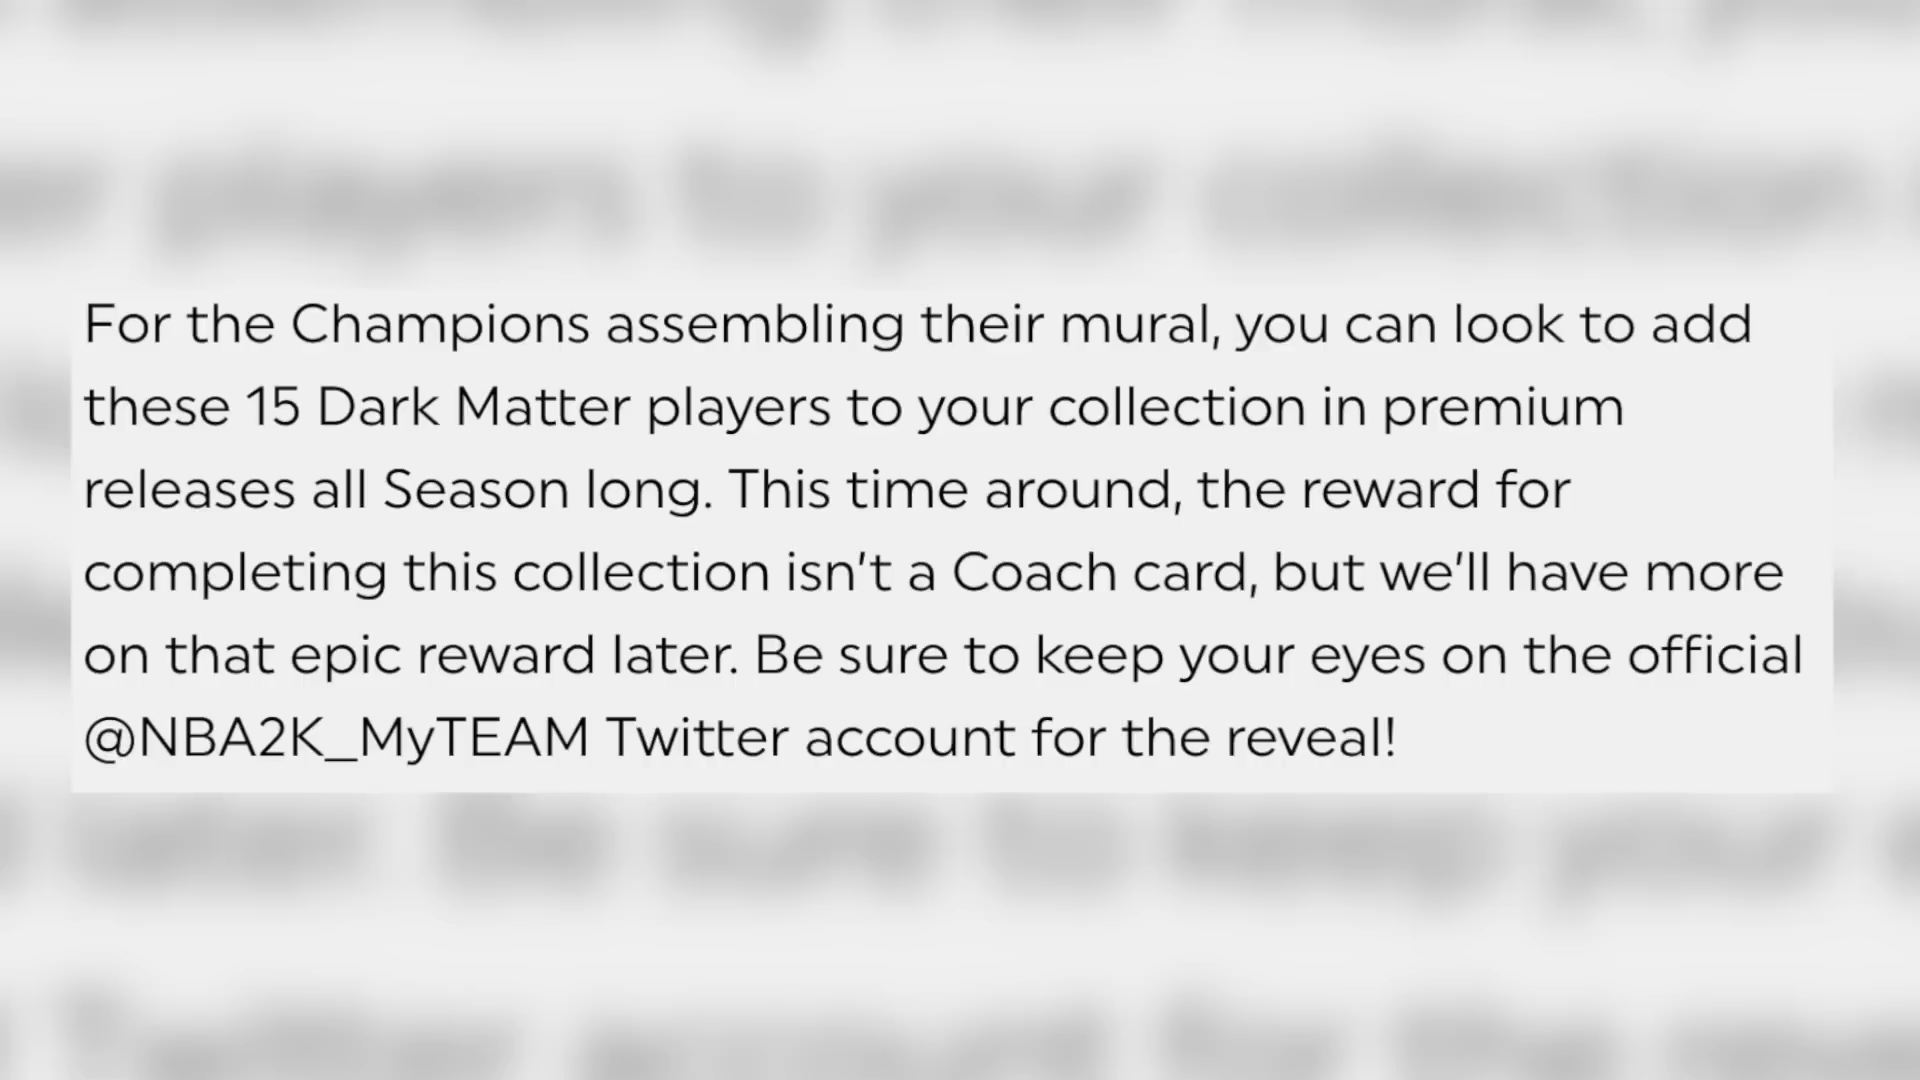 For the Champions assembling their mural, you can look to add
these 15 Dark Matter players to your collection in premium
releases all Season long. This time around, the reward for
completing this collection isn’t a Coach card, but we’ll have more
on that epic reward later. Be sure to keep your eyes on the official
@NBA2K_MyTEAM Twitter account for the reveal!